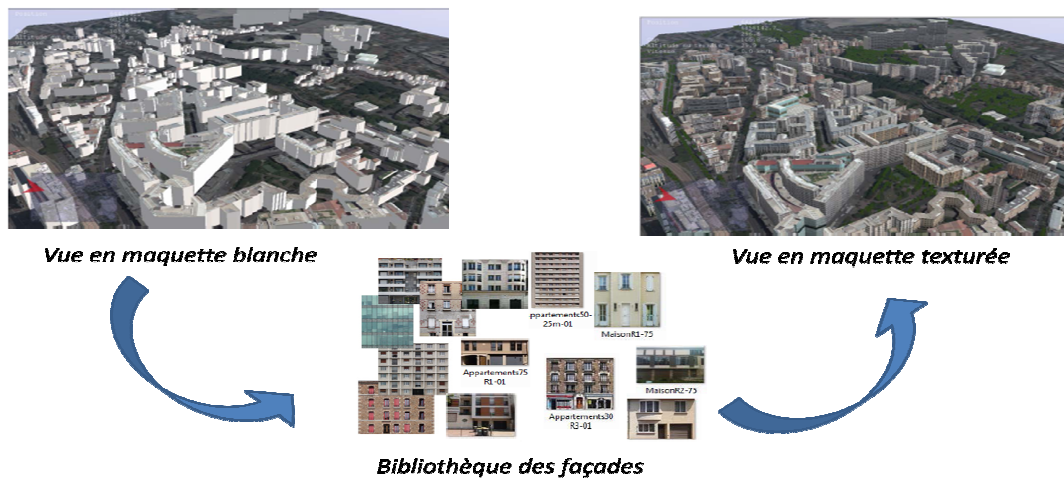 Vue en maquette blanche
Vue en maquette texturée
ppartements50-
25m-01
MaisonR1-75
Appartements75
R1-01
MaisonR2-75
Appartements30
R3-01
Bibliothèque des façades